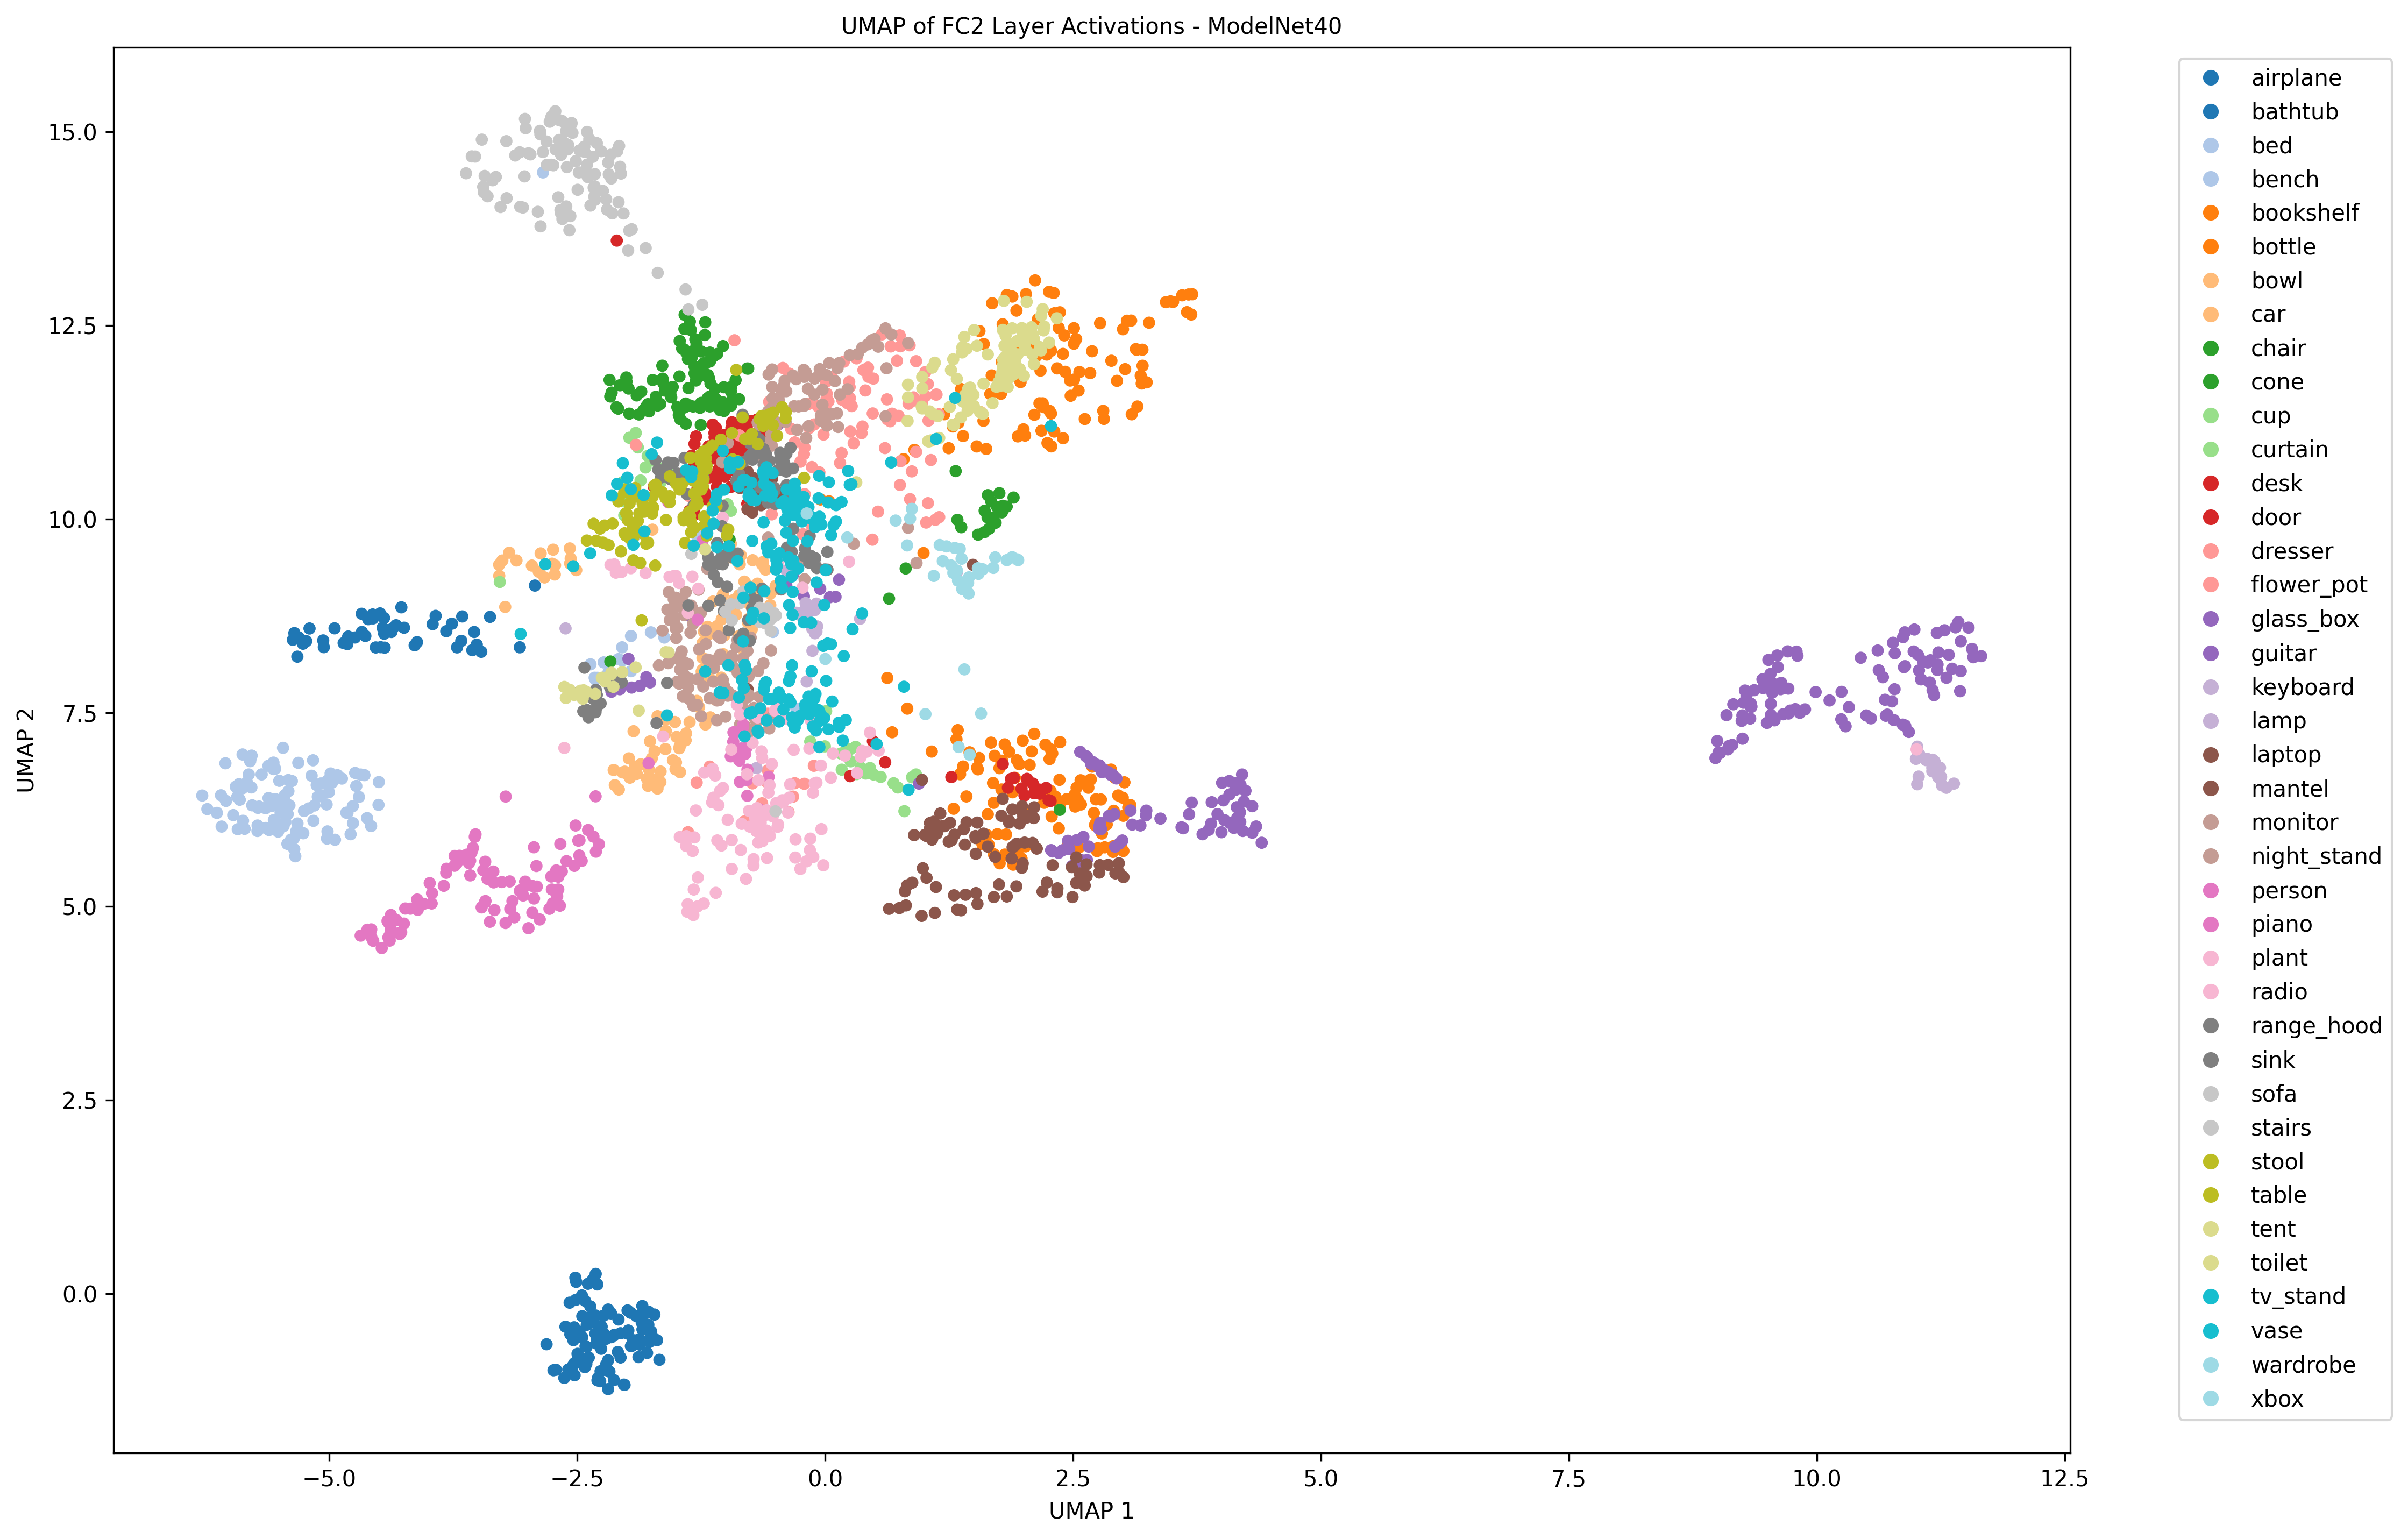 UMAP of FC2 Layer Activations - ModelNet40
15.0
12.5
10.0
7.5
5.0
2.5
0.0
UMAP 2
−5.0
−2.5
0.0
2.5
5.0
7.5
10.0
12.5
UMAP 1
airplane
bathtub
bed
bench
bookshelf
bottle
bowl
car
chair
cone
cup
curtain
desk
door
dresser
flower_pot
glass_box
guitar
keyboard
lamp
laptop
mantel
monitor
night_stand
person
piano
plant
radio
range_hood
sink
sofa
stairs
stool
table
tent
toilet
tv_stand
vase
wardrobe
xbox